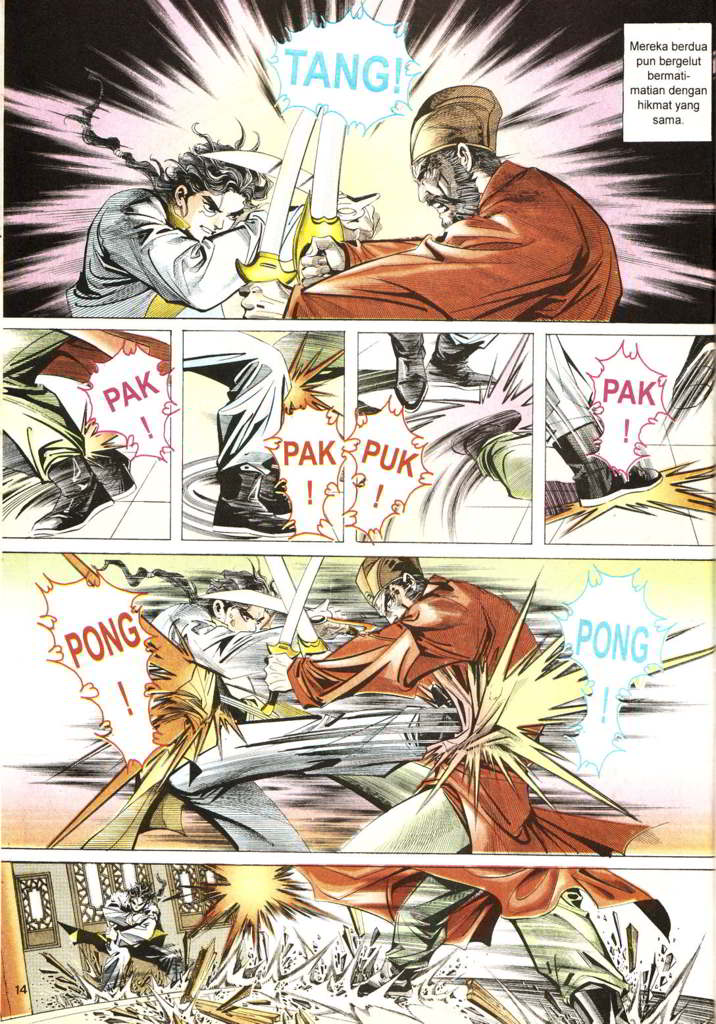 TANG!
Mereka berdua
pun bergelut
bermati-
matian dengan
hikmat yang
sama.
PAK
!
PAK
!
PUK
!
PAK
!
PONG
!
PONG
!
14